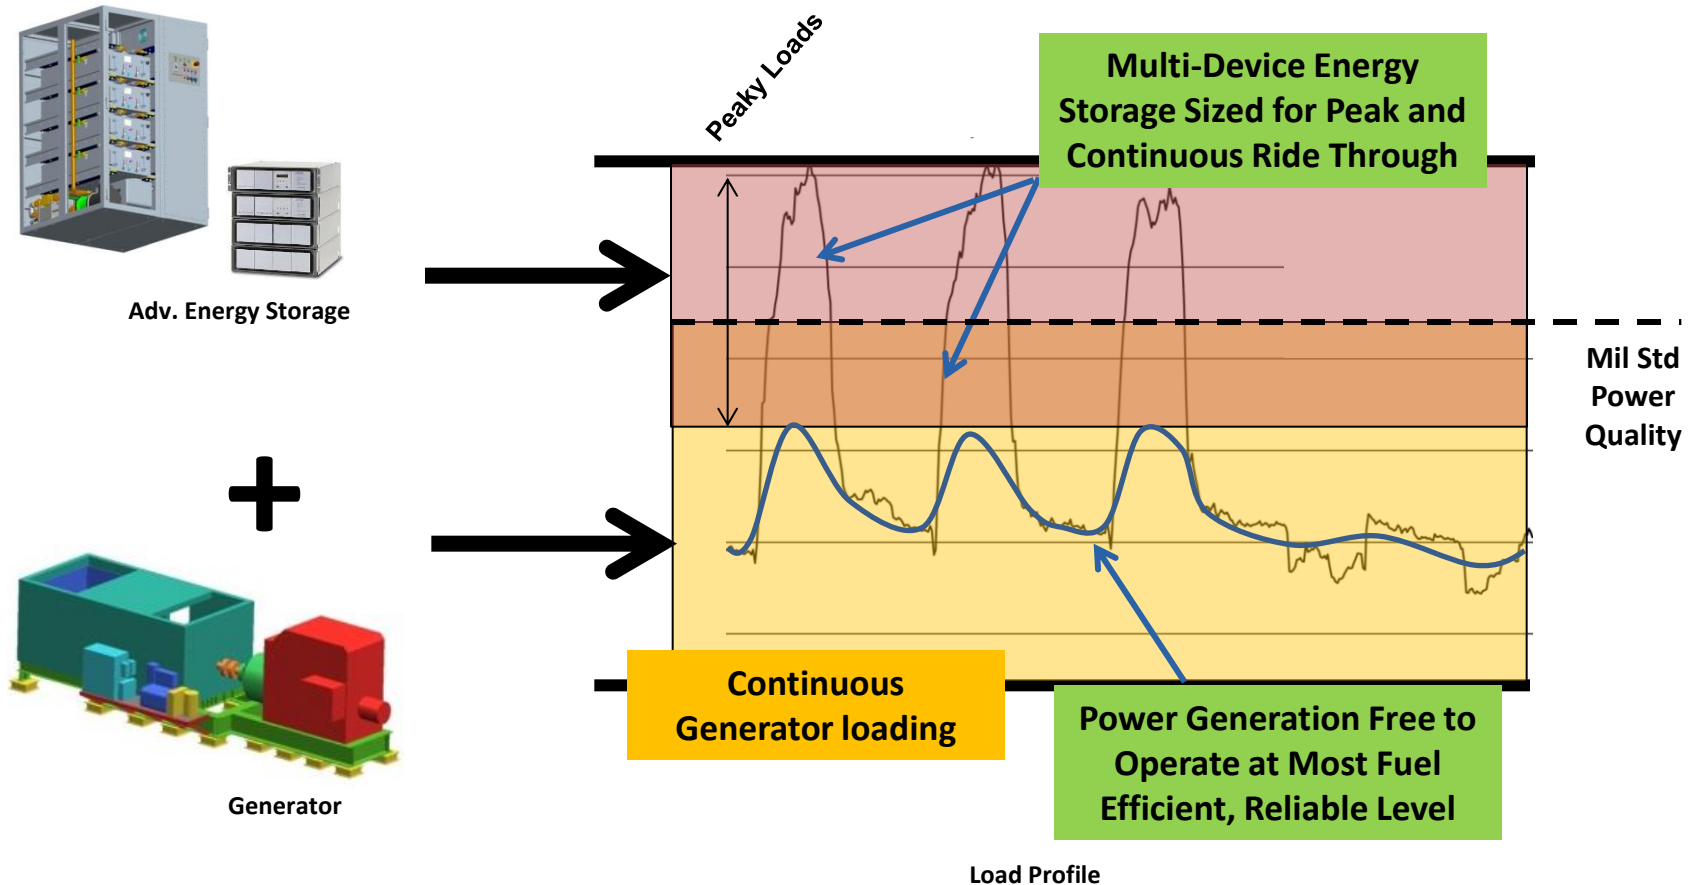 Peaky Loads
Multi-Device Energy
Storage Sized for Peak and
Continuous Ride Through
Adv. Energy Storage
Mil Std
Power
Quality
Continuous
Generator loading
Power Generation Free to
Operate at Most Fuel
Efficient, Reliable Level
Generator
Load Profile